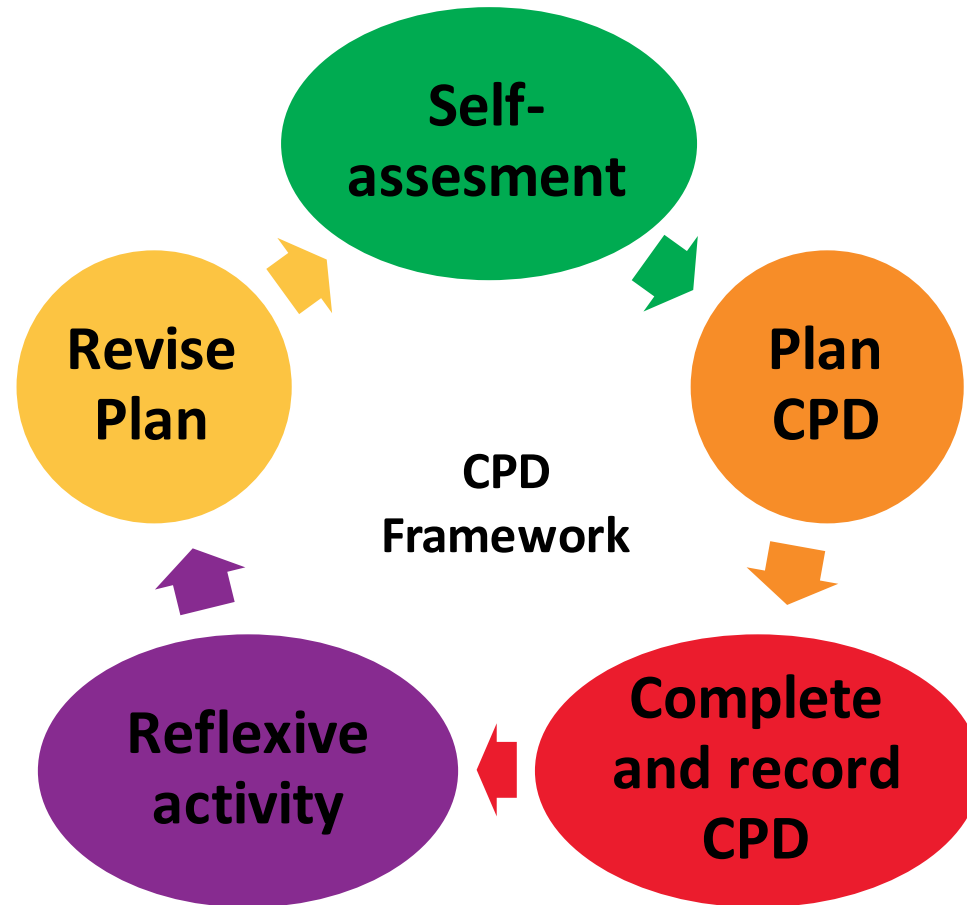 Self-
assesment
Plan
CPD
Complete
and record
CPD
Reflexive
activity
Revise
Plan
CPD
Framework